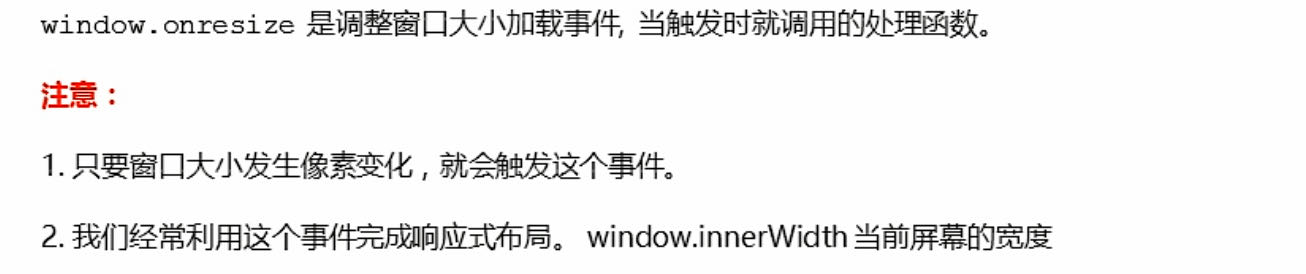 window.onresize 是调整窗口大小加载事件, 当触发时就调用的处理函数。
注意：
1. 只要窗口大小发生像素变化，就会触发这个事件。
2. 我们经常利用这个事件完成响应式布局。 window.innerWidth 当前屏幕的宽度